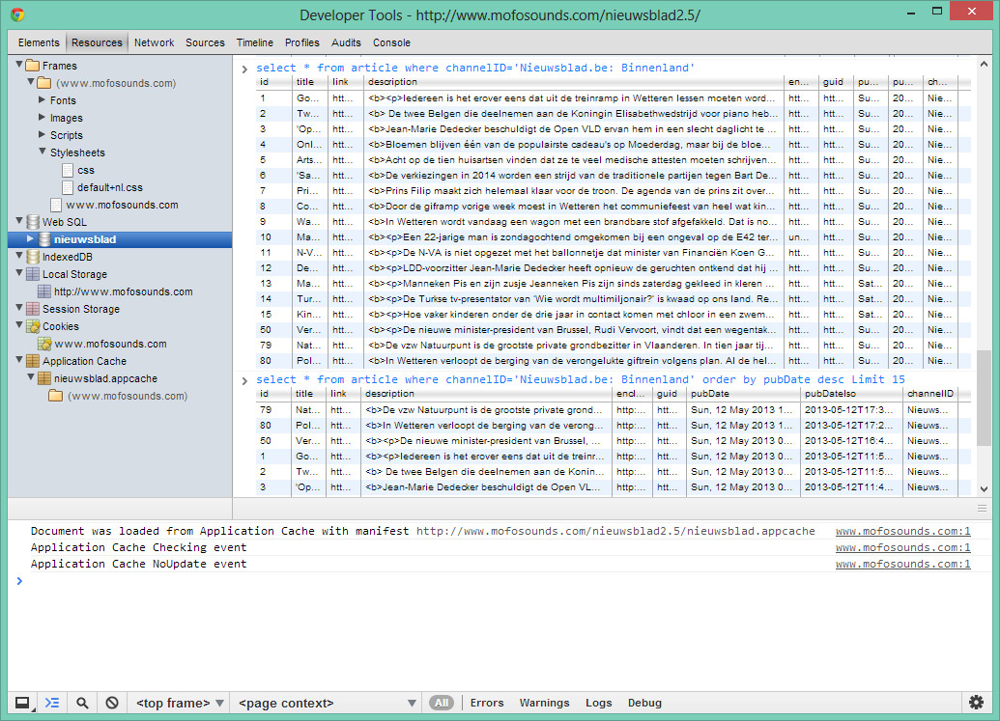 Developer Tools - http://www.mofosounds.com/nieuwsblad2.5/
Elements Resources Network Sources Timeline Profiles Audits Console
Frames
(www.mofosounds.com)
Fonts
Images
Scripts
Stylesheets
css
default+nl.css
www.mofosounds.com
Web SQL
nieuwsblad
IndexedDB
Local Storage
http://www.mofosounds.com
Session Storage
Cookies
www.mofosounds.com
Application Cache
nieuwsblad.appcache
(www.mofosounds.com)
select * from article where channelID='Nieuwsblad.be: Binnenland'
id title link description en... guid pu... pu... ch...
1 Go... htt... <b><p>Iedereen is het erover eens dat uit de treinramp in Wetteren lessen moeten word... htt... htt... Su... 20... Nie...
2 Tw... htt... <b> De twee Belgen die deelnemen aan de Koningin Elisabethwedstrijd voor piano heb... htt... htt... Su... 20... Nie...
3 'Op... htt... <b>Jean-Marie Dedecker beschuldigt de Open VLD ervan hem in een slecht daglicht te ... htt... htt... Su... 20... Nie...
4 Onl... htt... <b>Bloemen blijven één van de populairste cadeau's op Moederdag, maar bij de bloe... htt... htt... Su... 20... Nie...
5 Arts... htt... <b>Acht op de tien huisartsen vinden dat ze te veel medische attesten moeten schrijven... htt... htt... Su... 20... Nie...
6 'Sa... htt... <b>De verkiezingen in 2014 worden een strijd van de traditionele partijen tegen Bart De... htt... htt... Su... 20... Nie...
7 Pri... htt... <b>Prins Filip maakt zich helemaal klaar voor de troon. De agenda van de prins zit over... htt... htt... Su... 20... Nie...
8 Co... htt... <b>Door de giframp vorige week moest in Wetteren het communiefeest van heel wat kin... htt... htt... Su... 20... Nie...
9 Wa... htt... <b>In Wetteren wordt vandaag een wagon met een brandbare stof afgefakkeld. Dat is no... htt... htt... Su... 20... Nie...
10 Ma... htt... <b><p>Een 22-jarige man is zondagochtend omgekomen bij een ongeval op de E42 ter... un... htt... Su... 20... Nie...
11 N-V... htt... <b><p>De N-VA is niet opgezet met het ballonnetje dat minister van Financiën Koen G... htt... htt... Su... 20... Nie...
12 De... htt... <b><p>LDD-voorzitter Jean-Marie Dedecker heeft opnieuw de geruchten ontkend dat hij ... htt... htt... Su... 20... Nie...
13 Ma... htt... <b><p>Manneken Pis en zijn zusje Jeanneken Pis zijn sinds zaterdag gekleed in kleren ... htt... htt... Sat... 20... Nie...
14 Tur... htt... <b><p>De Turkse tv-presentator van 'Wie wordt multimiljonair?' is kwaad op ons land. Re... htt... htt... Sat... 20... Nie...
15 Kin... htt... <b><p>Hoe vaker kinderen onder de drie jaar in contact komen met chloor in een zwem... htt... htt... Sat... 20... Nie...
50 Ver... htt... <b><p>De nieuwe minister-president van Brussel, Rudi Vervoort, vindt dat een wegentak... htt... htt... Su... 20... Nie...
79 Nat... htt... <b>De vzw Natuurpunt is de grootste private grondbezitter in Vlaanderen. In tien jaar tij... htt... htt... Su... 20... Nie...
80 Pol... htt... <b>In Wetteren verloopt de berging van de verongelukte giftrein volgens plan. Al de hel... htt... htt... Su... 20... Nie...
select * from article where channelID='Nieuwsblad.be: Binnenland' order by pubDate desc Limit 15
id title link description encl... guid pubDate pubDateIso channelID
79 Nat... htt... <b>De vzw Natuurpunt is de grootste private grond... http:... htt... Sun, 12 May 2013 1... 2013-05-12T17:3... Nieuws...
80 Pol... htt... <b>In Wetteren verloopt de berging van de verong... http:... htt... Sun, 12 May 2013 1... 2013-05-12T17:2... Nieuws...
50 Ver... htt... <b><p>De nieuwe minister-president van Brussel, ... http:... htt... Sun, 12 May 2013 0... 2013-05-12T16:4... Nieuws...
1 Go... htt... <b><p>Iedereen is het erover eens dat uit de treinr... http:... htt... Sun, 12 May 2013 0... 2013-05-12T11:5... Nieuws...
2 Tw... htt... <b> De twee Belgen die deelnemen aan de Konin... http:... htt... Sun, 12 May 2013 0... 2013-05-12T11:5... Nieuws...
3 'Op... htt... <b>Jean-Marie Dedecker beschuldigt de Open VL... http:... htt... Sun, 12 May 2013 0... 2013-05-12T11:4... Nieuws...
Document was loaded from Application Cache with manifest http://www.mofosounds.com/nieuwsblad2.5/nieuwsblad.appcache www.mofosounds.com:1
Application Cache Checking event www.mofosounds.com:1
Application Cache NoUpdate event www.mofosounds.com:1
<top frame> <page context> All Errors Warnings Logs Debug